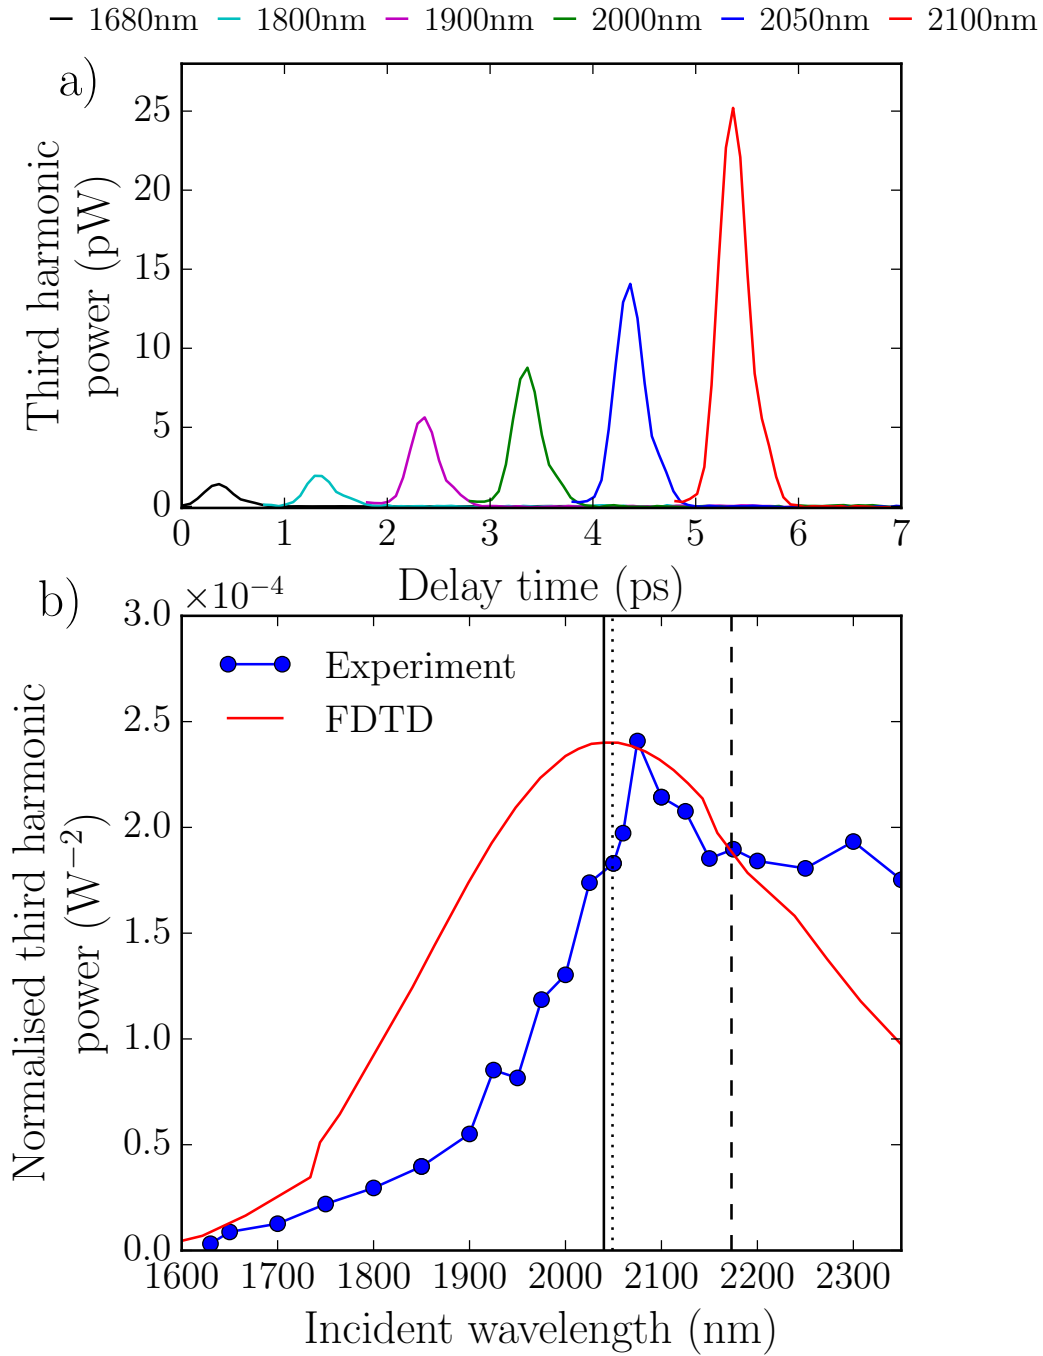 1680nm 1800nm 1900nm 2000nm 2050nm 2100nm
a)
Third harmonic
power (pW)
25
20
15
10
5
0
0 1 2 3 4 5 6 7
Delay time (ps)
b)
×10⁻⁴
Normalised third harmonic
power (W⁻²)
3.0
2.5
2.0
1.5
1.0
0.5
0.0
Experiment
FDTD
1600 1700 1800 1900 2000 2100 2200 2300
Incident wavelength (nm)